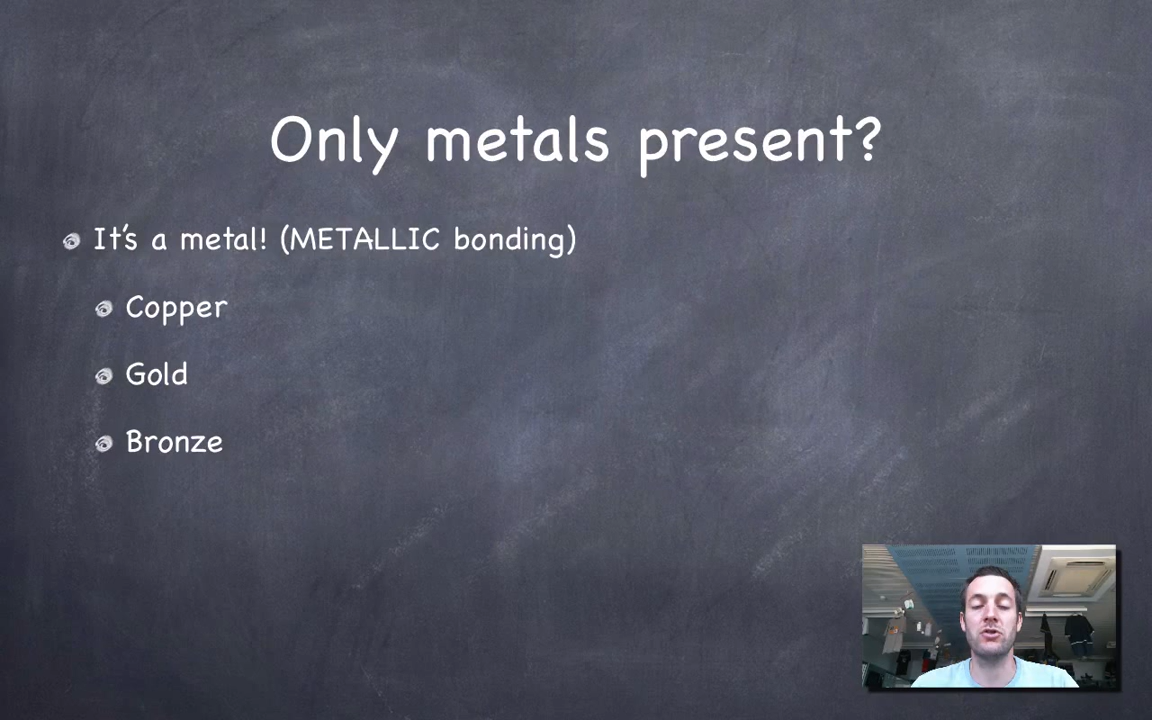 Only metals present?
It's a metal! (METALLIC bonding)
Copper
Gold
Bronze